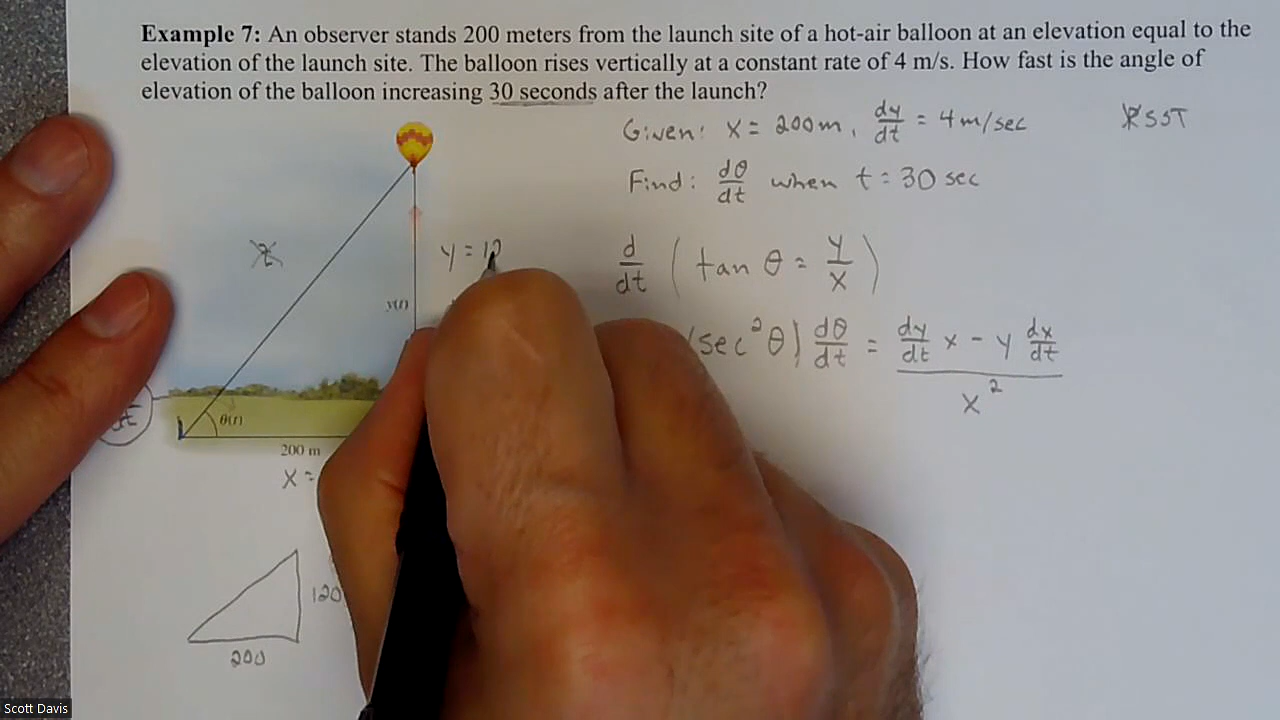 Example 7: An observer stands 200 meters from the launch site of a hot-air balloon at an elevation equal to the
elevation of the launch site. The balloon rises vertically at a constant rate of 4 m/s. How fast is the angle of
elevation of the balloon increasing 30 seconds after the launch?
Given: x = 200m, dy/dt = 4m/sec
SST
Find: dθ/dt when t = 30 sec
z
y = 12
d/dt ( tan θ = y/x )
y(t)
(sec²θ) dθ/dt = (dy/dt x - y dx/dt) / x²
θ(t)
200 m
x =
120
200
Scott Davis